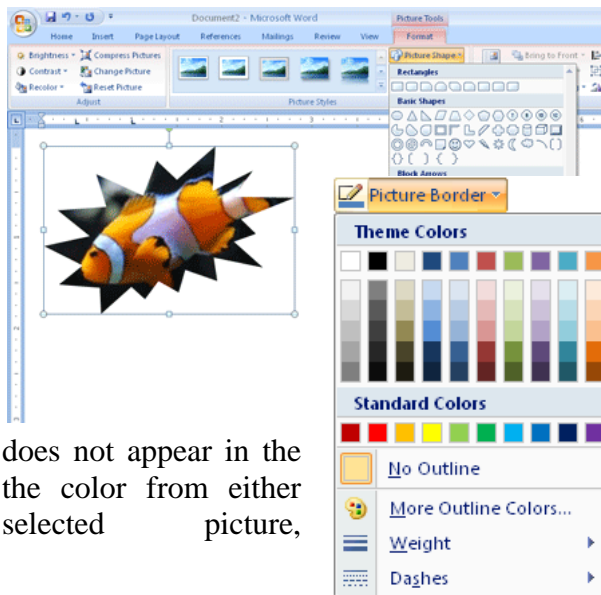 Document2 - Microsoft Word
Picture Tools
Home Insert Page Layout References Mailings Review View Format
Brightness
Compress Pictures
Picture Shape
Bring to Front
Contrast
Change Picture
Recolor
Reset Picture
Adjust
Picture Styles
Rectangles
Basic Shapes
Block Arrows
Picture Border
Theme Colors
Standard Colors
No Outline
More Outline Colors...
Weight
Dashes
does not appear in the
the color from either
selected picture,